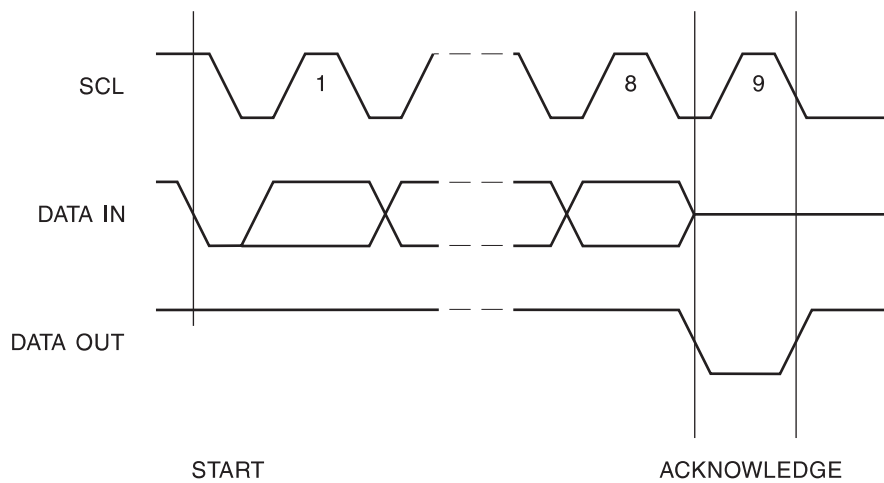 SCL 1 8 9
DATA IN
DATA OUT
START ACKNOWLEDGE